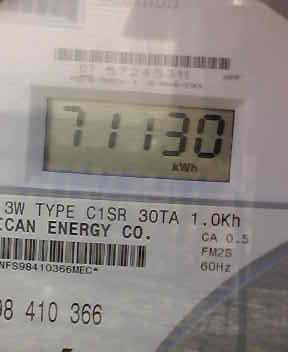 71130
kWh
3W TYPE C1SR 30TA 1.0Kh
ICAN ENERGY CO.
CA 0.5
FM2S
60Hz
NFS98410366MEC*
98 410 366